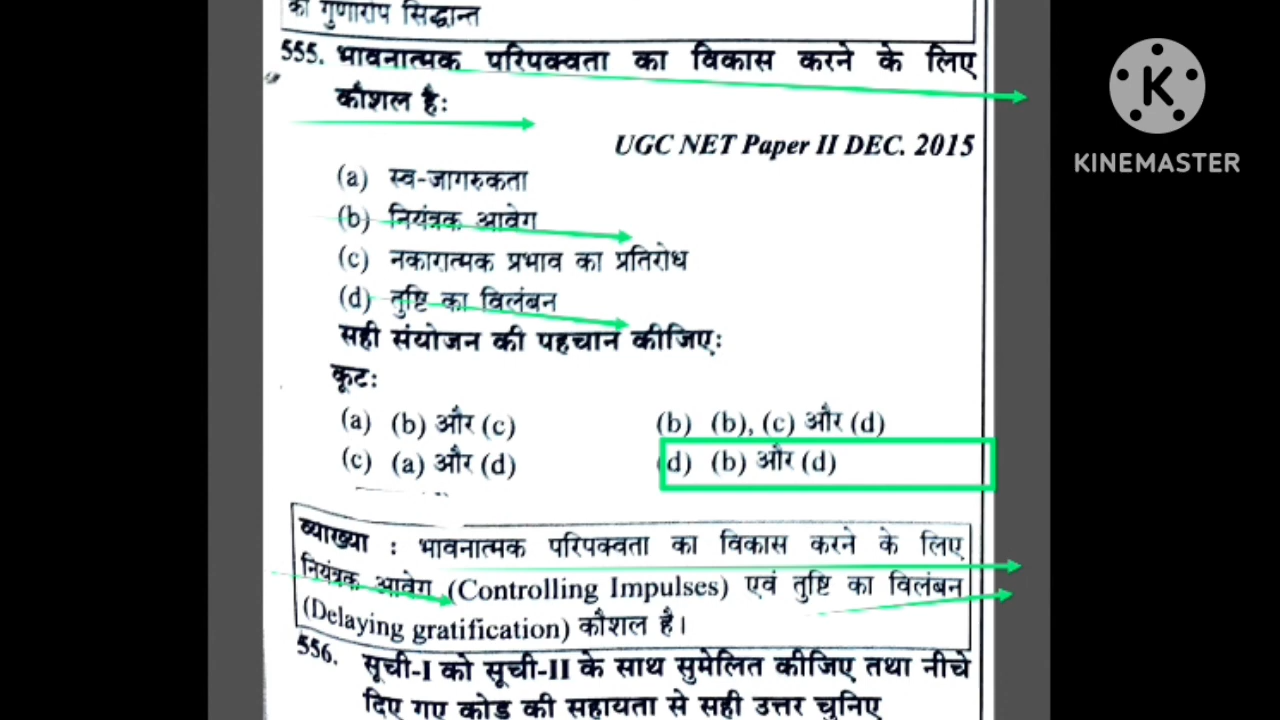 को गुणारोप सिद्धान्त
555. भावनात्मक परिपक्वता का विकास करने के लिए
कौशल है:
UGC NET Paper II DEC. 2015
(a) स्व-जागरुकता
(b) नियंत्रक आवेग
(c) नकारात्मक प्रभाव का प्रतिरोध
(d) तुष्टि का विलंबन
सही संयोजन की पहचान कीजिए:
कूट:
(a) (b) और (c) (b) (b), (c) और (d)
(c) (a) और (d) (d) (b) और (d)
व्याख्या : भावनात्मक परिपक्वता का विकास करने के लिए
नियंत्रक आवेग (Controlling Impulses) एवं तुष्टि का विलंबन
(Delaying gratification) कौशल है।
556. सूची-I को सूची-II के साथ सुमेलित कीजिए तथा नीचे
दिए गए कोड की सहायता से सही उत्तर चुनिए
K
KINEMASTER